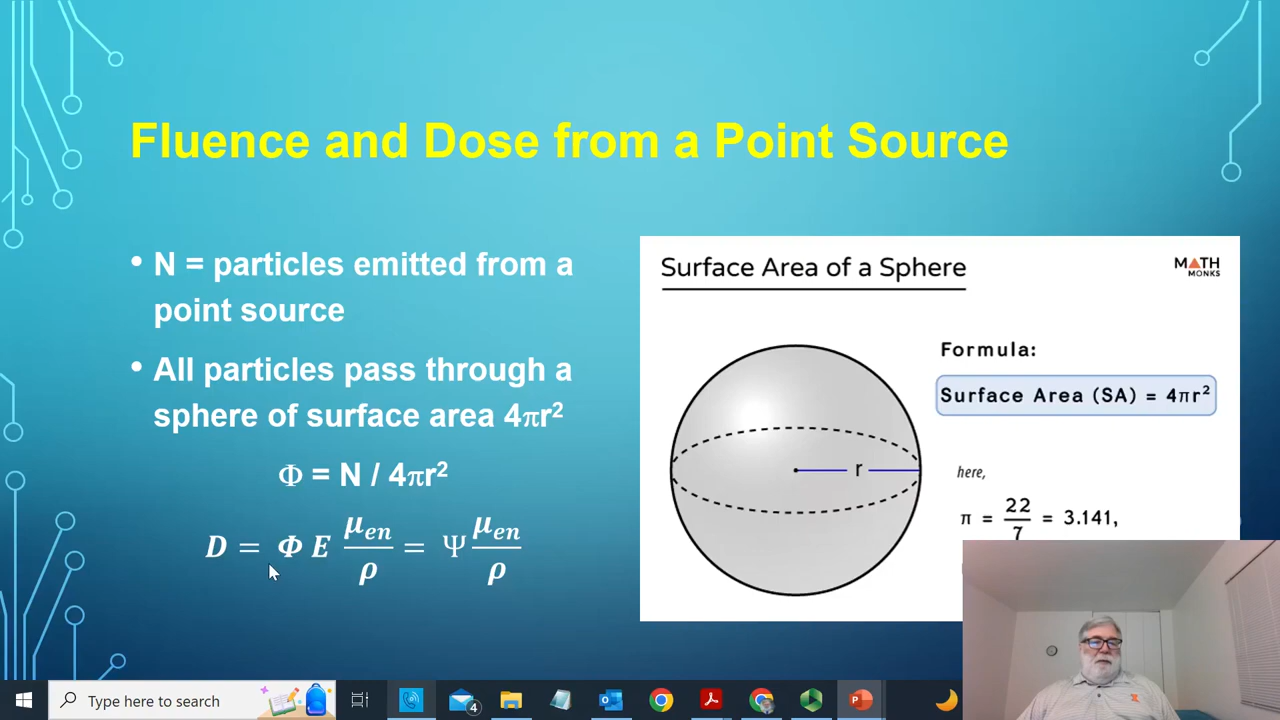 Fluence and Dose from a Point Source
• N = particles emitted from a
point source
• All particles pass through a
sphere of surface area 4πr²
Φ = N / 4πr²
D = Φ E μen/ρ = Ψ μen/ρ
Surface Area of a Sphere
MATH
MONKS
Formula:
Surface Area (SA) = 4πr²
r
here,
π = 22/7 = 3.141,
Type here to search
4